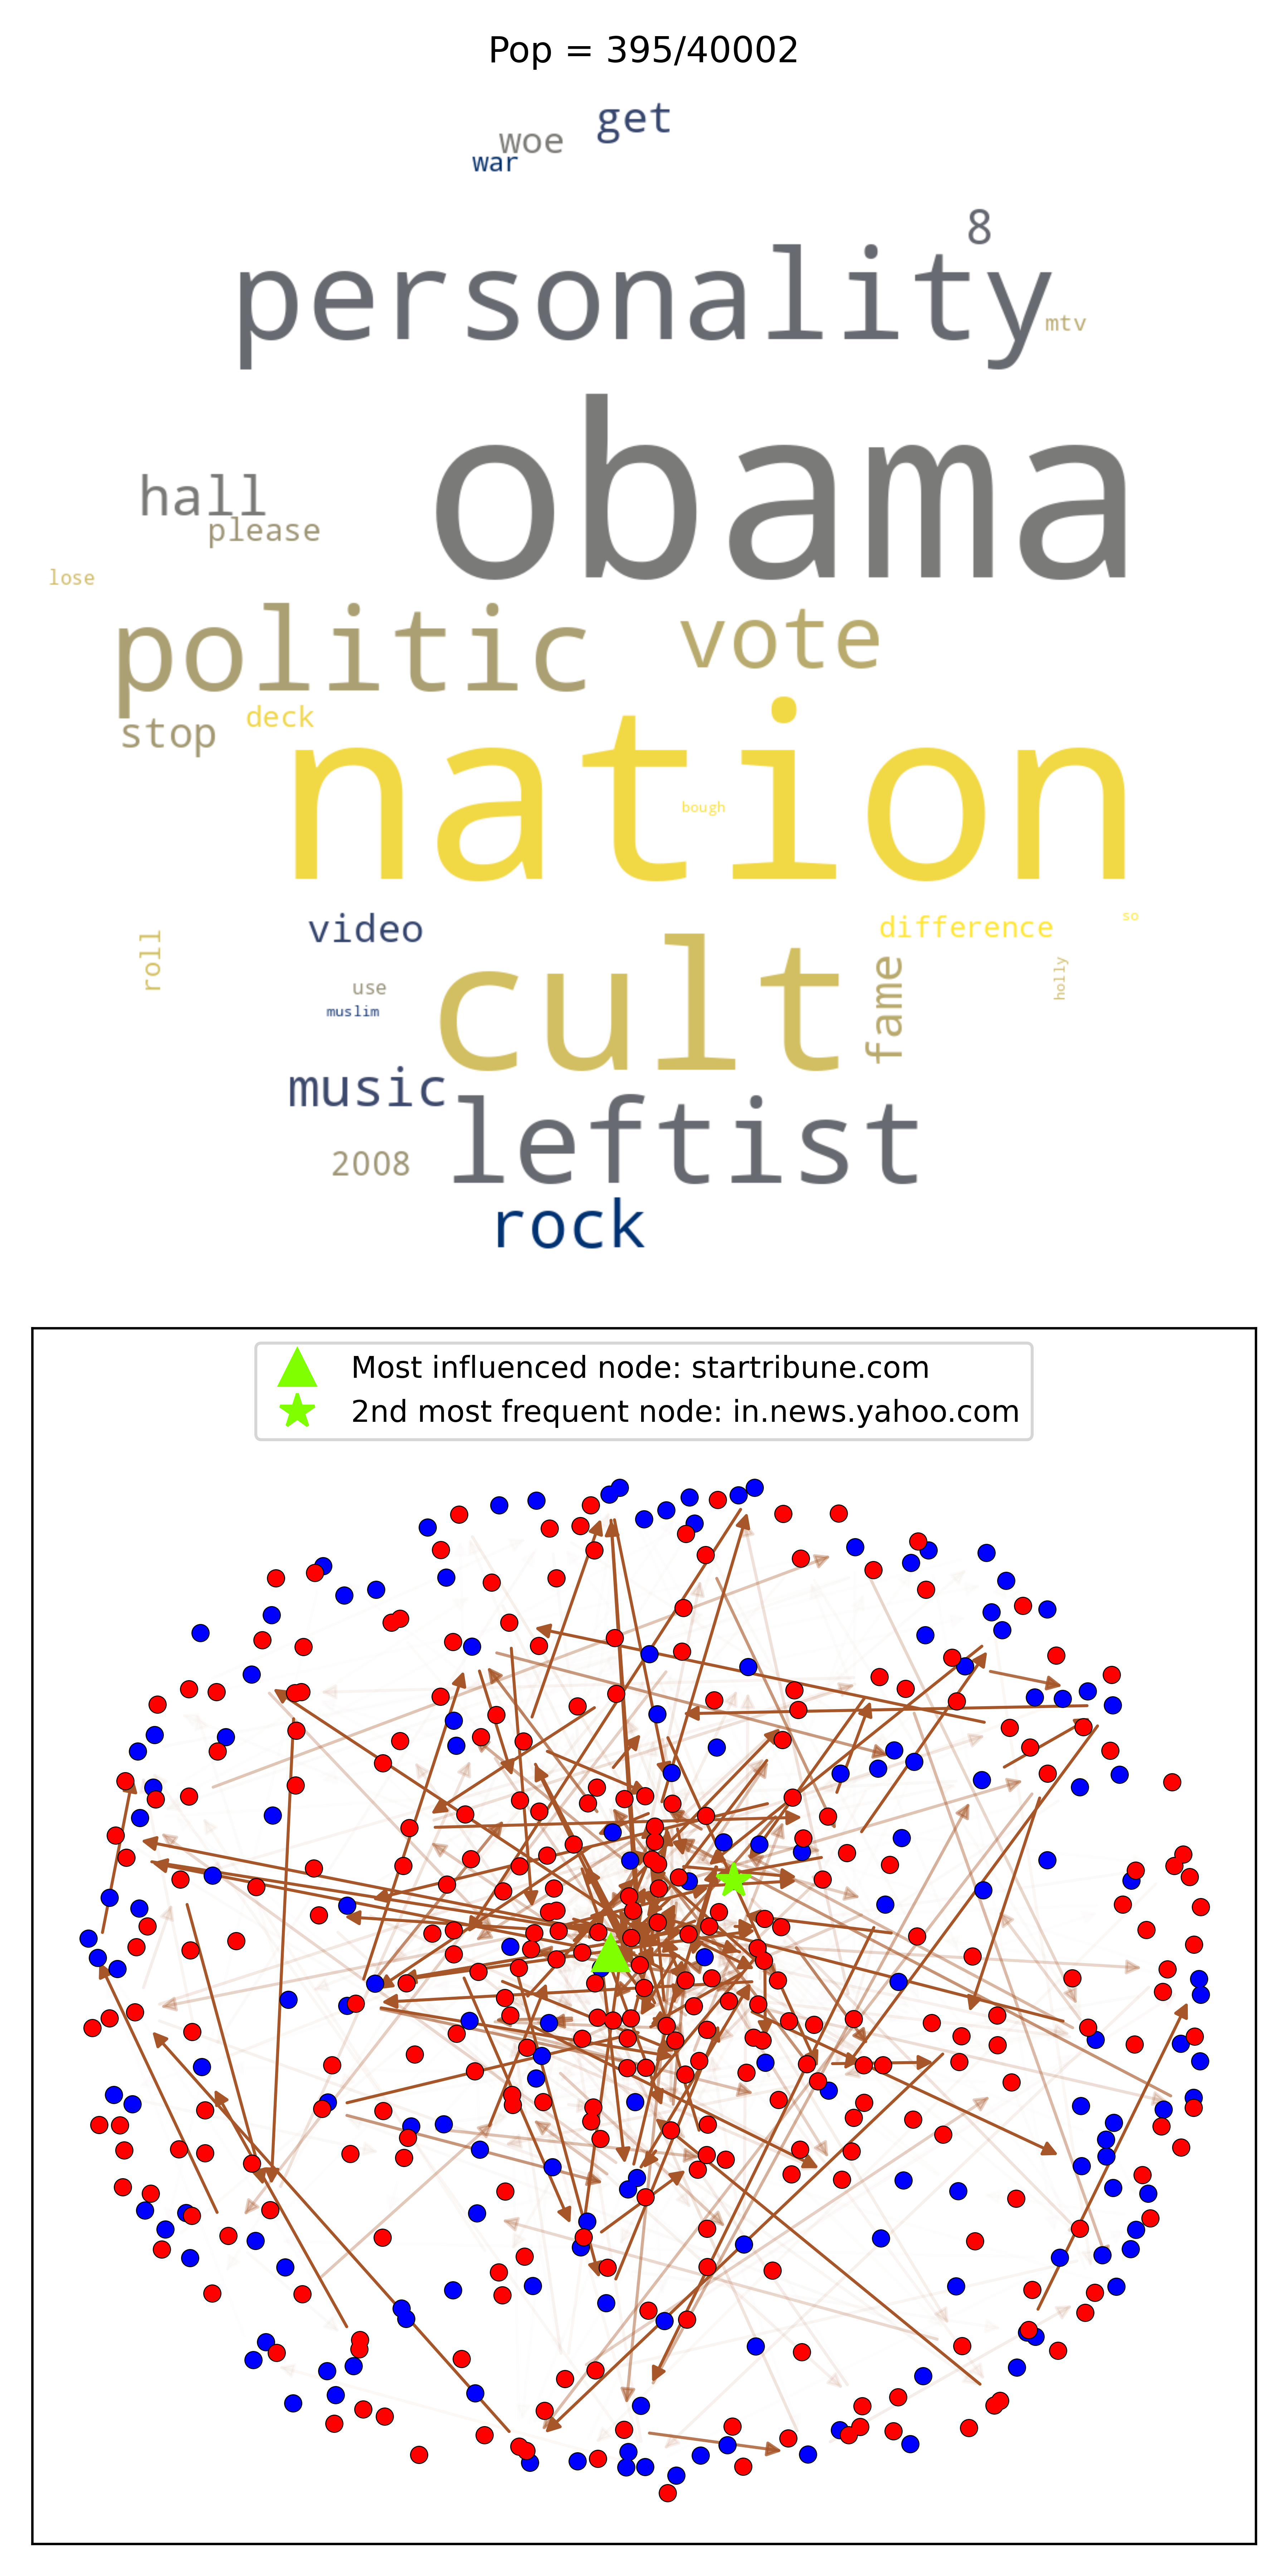 Pop = 395/40002
get
woe
war
8
personality
mtv
obama
hall
please
lose
politic
vote
stop
deck
nation
bough
video
difference
so
roll
cult
fame
holly
use
muslim
music
leftist
2008
rock
Most influenced node: startribune.com
2nd most frequent node: in.news.yahoo.com